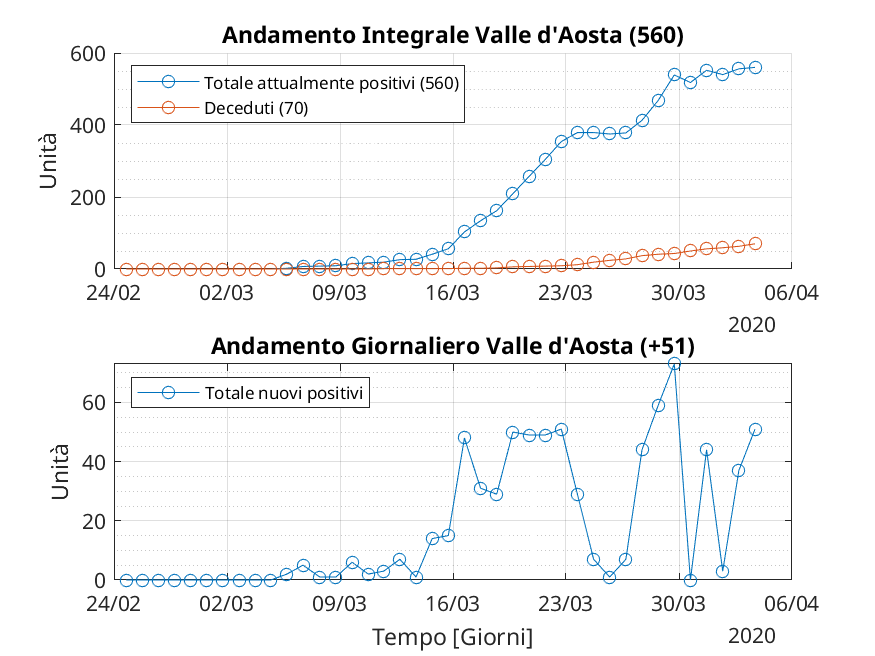 Andamento Integrale Valle d'Aosta (560)
600
400
200
0
Unità
Totale attualmente positivi (560)
Deceduti (70)
24/02 02/03 09/03 16/03 23/03 30/03 06/04
2020
Andamento Giornaliero Valle d'Aosta (+51)
60
40
20
0
Unità
Totale nuovi positivi
24/02 02/03 09/03 16/03 23/03 30/03 06/04
Tempo [Giorni]
2020